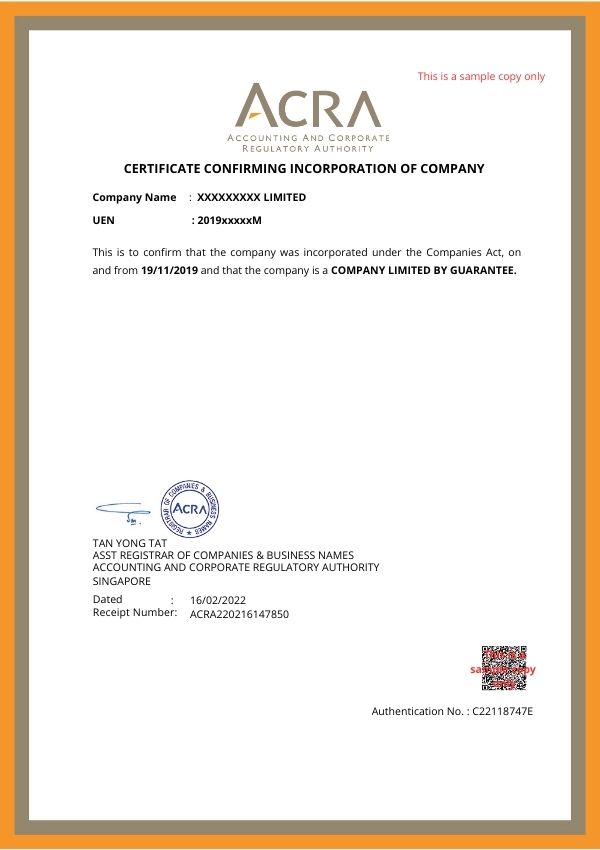 This is a sample copy only
ACRA
ACCOUNTING AND CORPORATE
REGULATORY AUTHORITY
CERTIFICATE CONFIRMING INCORPORATION OF COMPANY
Company Name : XXXXXXXXX LIMITED
UEN : 2019xxxxxM
This is to confirm that the company was incorporated under the Companies Act, on
and from 19/11/2019 and that the company is a COMPANY LIMITED BY GUARANTEE.
REGISTRAR OF COMPANIES & BUSINESS NAMES
ACRA
TAN YONG TAT
ASST REGISTRAR OF COMPANIES & BUSINESS NAMES
ACCOUNTING AND CORPORATE REGULATORY AUTHORITY
SINGAPORE
Dated : 16/02/2022
Receipt Number: ACRA220216147850
This is a
sample copy
only
Authentication No. : C22118747E